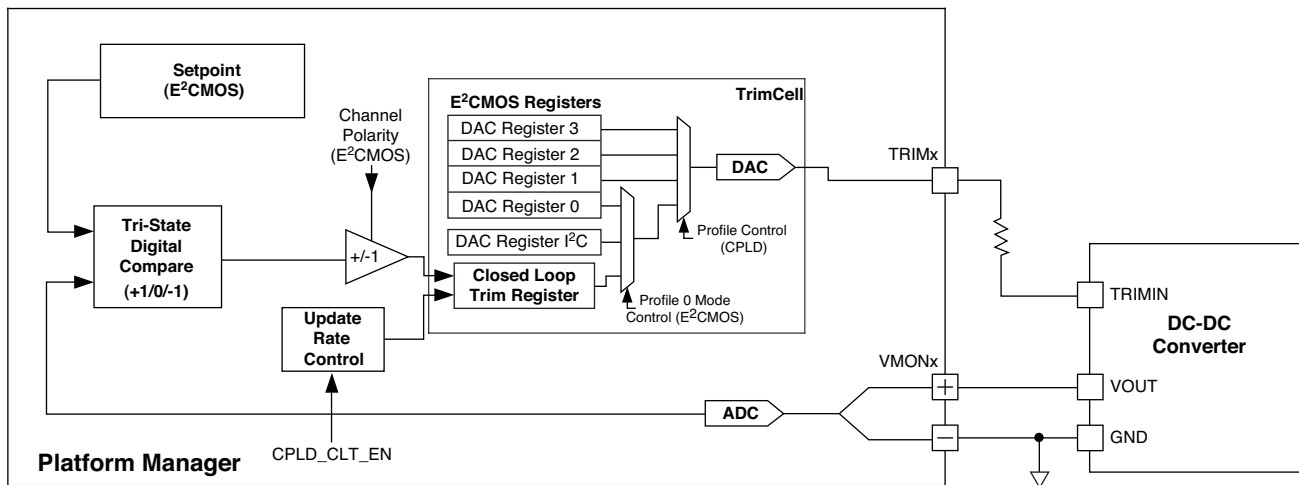 Setpoint
(E²CMOS)
Channel
Polarity
(E²CMOS)
E²CMOS Registers
TrimCell
DAC Register 3
DAC Register 2
DAC Register 1
DAC Register 0
DAC Register I²C
Closed Loop
Trim Register
DAC
Profile Control
(CPLD)
Profile 0 Mode
Control (E²CMOS)
Tri-State
Digital
Compare
(+1/0/-1)
+/-1
Update
Rate
Control
CPLD_CLT_EN
ADC
TRIMx
VMONx
+
−
TRIMIN
DC-DC
Converter
VOUT
GND
Platform Manager